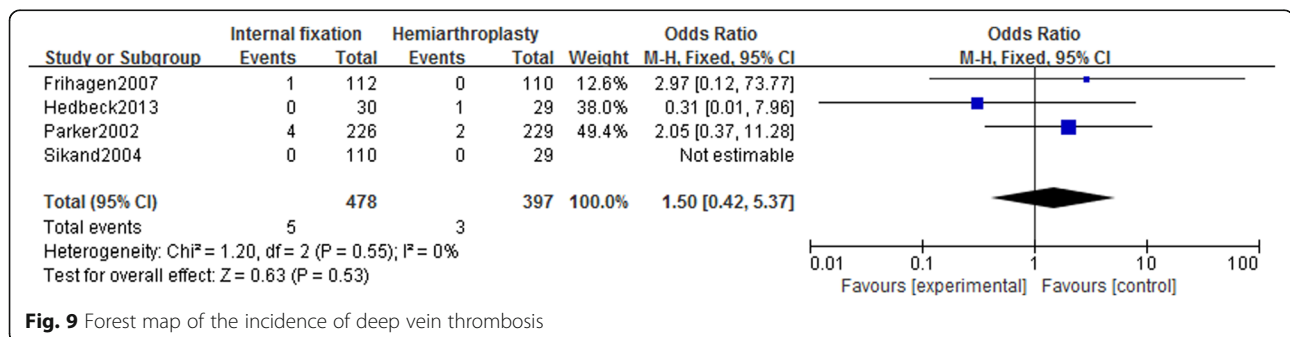 Internal fixation Hemiarthroplasty Odds Ratio Odds Ratio
Study or Subgroup Events Total Events Total Weight M-H, Fixed, 95% CI M-H, Fixed, 95% CI
Frihagen2007 1 112 0 110 12.6% 2.97 [0.12, 73.77]
Hedbeck2013 0 30 1 29 38.0% 0.31 [0.01, 7.96]
Parker2002 4 226 2 229 49.4% 2.05 [0.37, 11.28]
Sikand2004 0 110 0 29 Not estimable
Total (95% CI) 478 397 100.0% 1.50 [0.42, 5.37]
Total events 5 3
Heterogeneity: Chi² = 1.20, df = 2 (P = 0.55); I² = 0%
Test for overall effect: Z = 0.63 (P = 0.53)
0.01 0.1 1 10 100
Favours [experimental] Favours [control]
Fig. 9 Forest map of the incidence of deep vein thrombosis